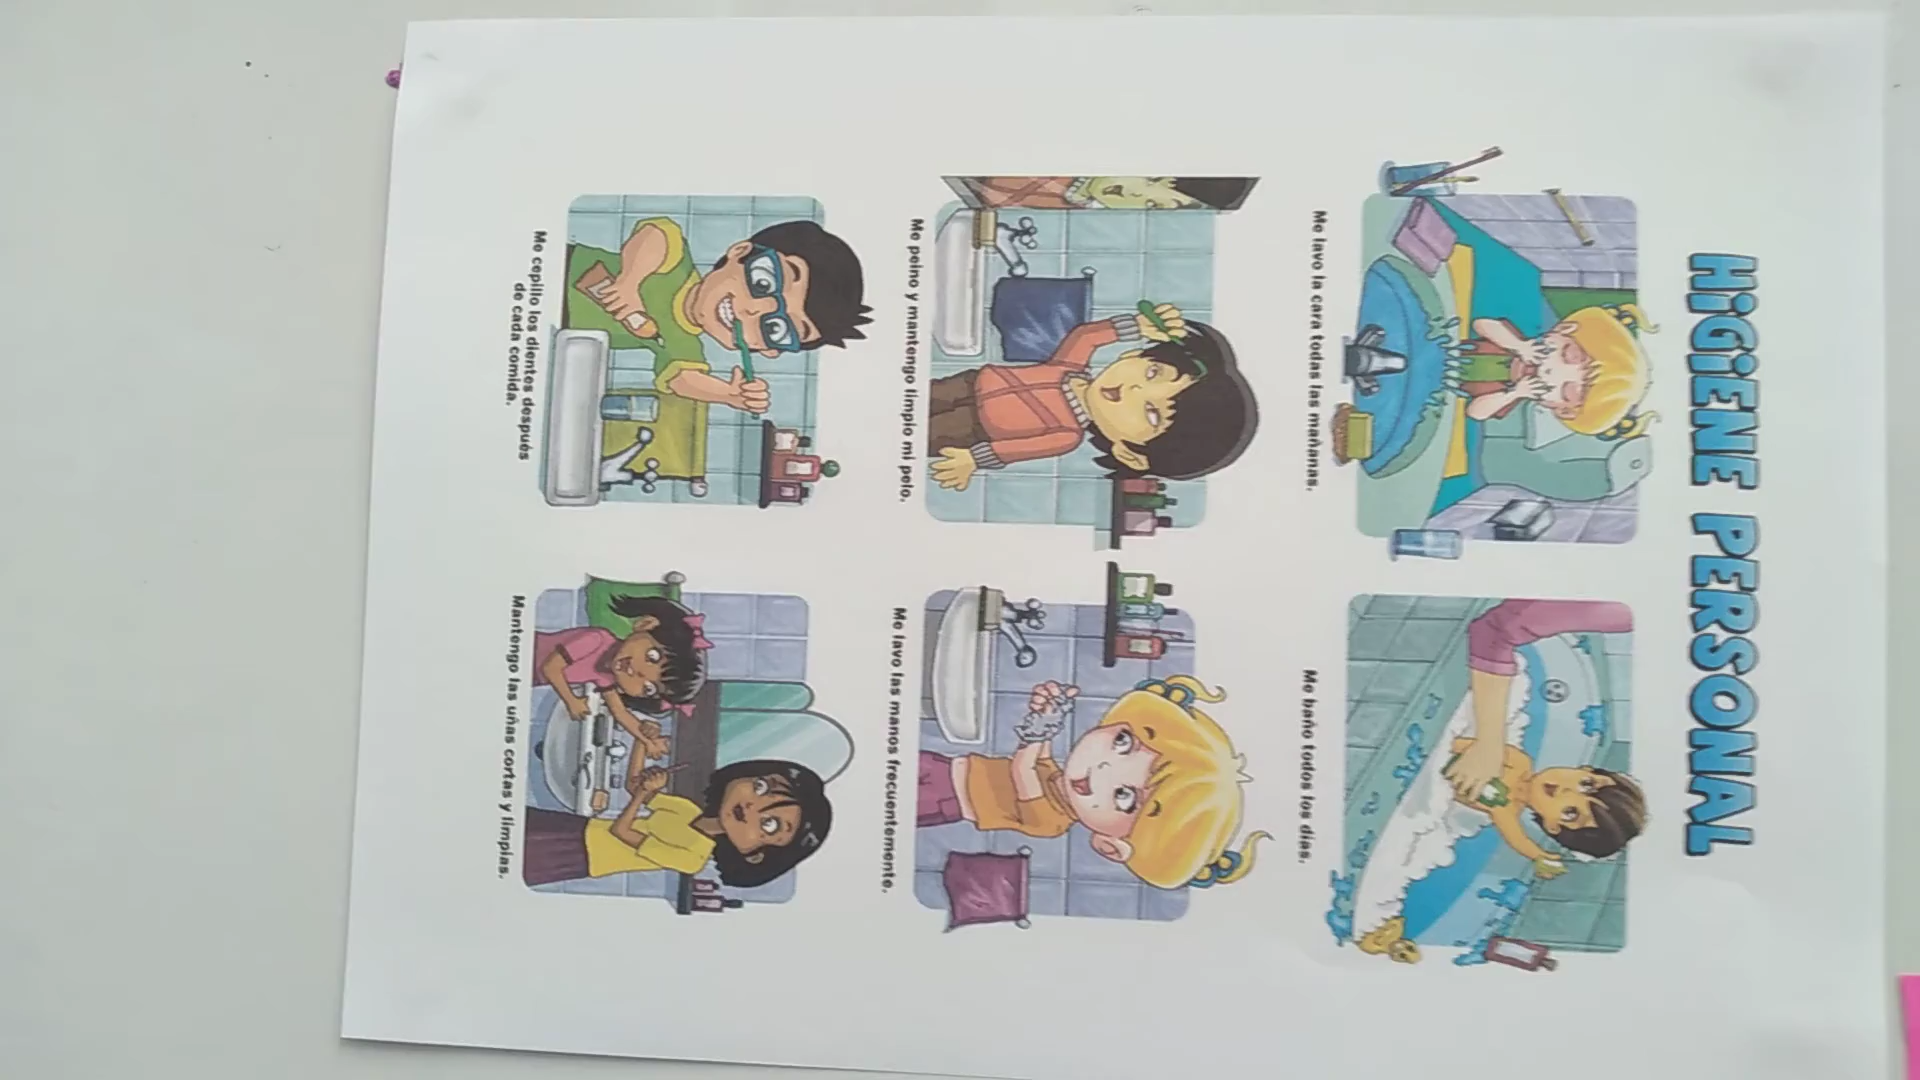 HiGiENE PERSONAL
Me lavo la cara todas las mañanas.
Me baño todos los días.
Me peino y mantengo limpio mi pelo.
Me lavo las manos frecuentemente.
Me cepillo los dientes después
de cada comida.
Mantengo las uñas cortas y limpias.